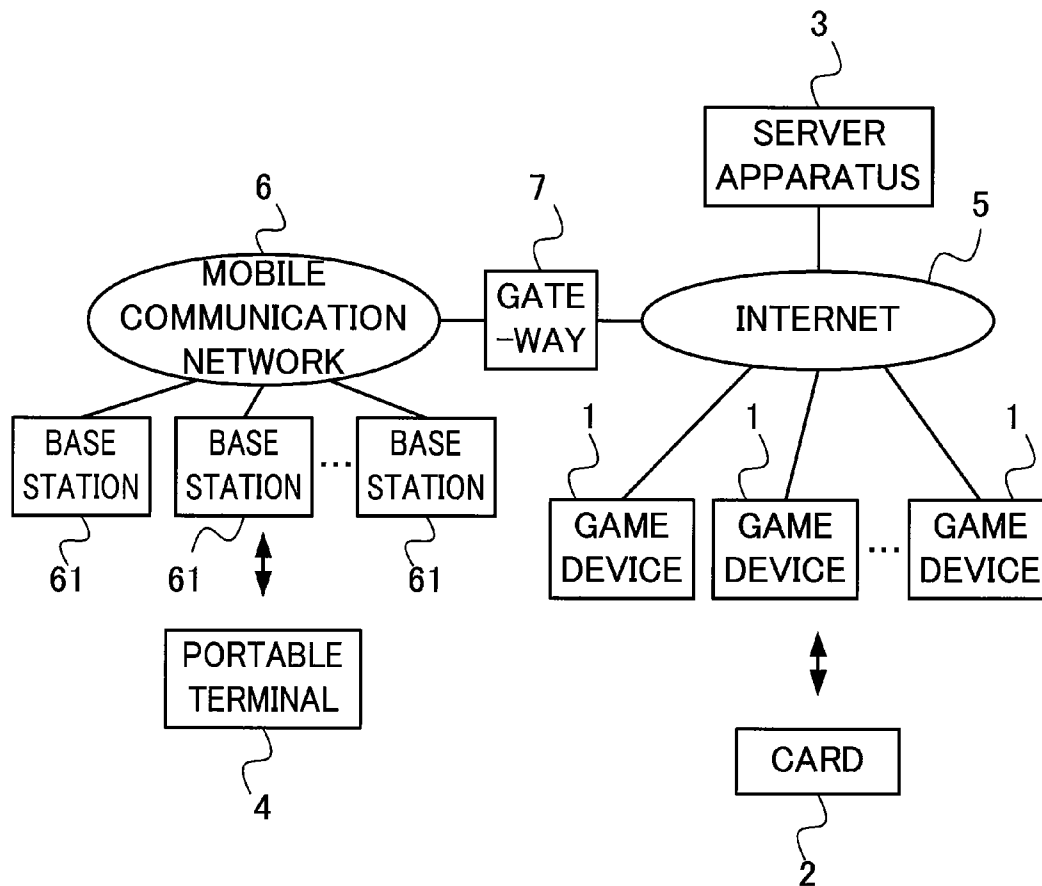 3
SERVER
APPARATUS
6
7
5
MOBILE
COMMUNICATION
NETWORK
GATE
-WAY
INTERNET
BASE
STATION
BASE
STATION
...
BASE
STATION
61
61
61
1
1
1
GAME
DEVICE
GAME
DEVICE
...
GAME
DEVICE
PORTABLE
TERMINAL
4
CARD
2